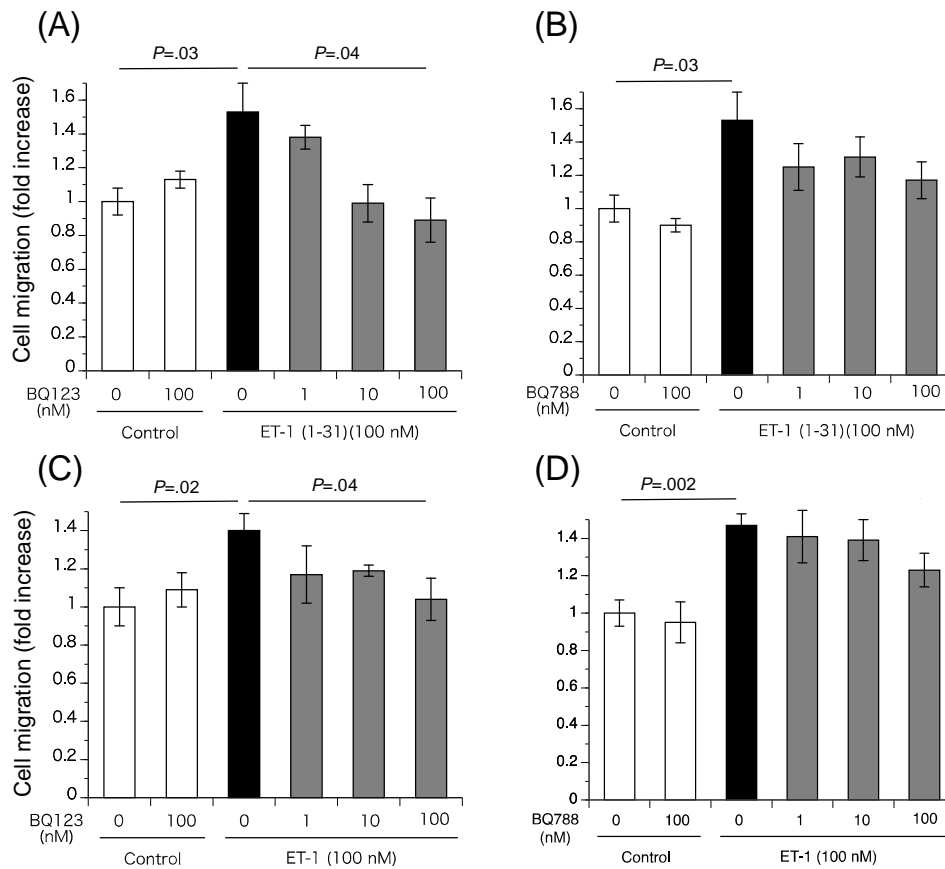 (A)
P=.03 P=.04
Cell migration (fold increase)
1.6
1.4
1.2
1
0.8
0.6
0.4
0.2
0
BQ123 0 100 0 1 10 100
(nM)
Control ET-1 (1-31)(100 nM)
(B)
P=.03
1.6
1.4
1.2
1
0.8
0.6
0.4
0.2
0
BQ788 0 100 0 1 10 100
(nM)
Control ET-1 (1-31)(100 nM)
(C)
P=.02 P=.04
Cell migration (fold increase)
1.4
1.2
1
0.8
0.6
0.4
0.2
0
BQ123 0 100 0 1 10 100
(nM)
Control ET-1 (100 nM)
(D)
P=.002
1.4
1.2
1
0.8
0.6
0.4
0.2
0
BQ788 0 100 0 1 10 100
(nM)
Control ET-1 (100 nM)